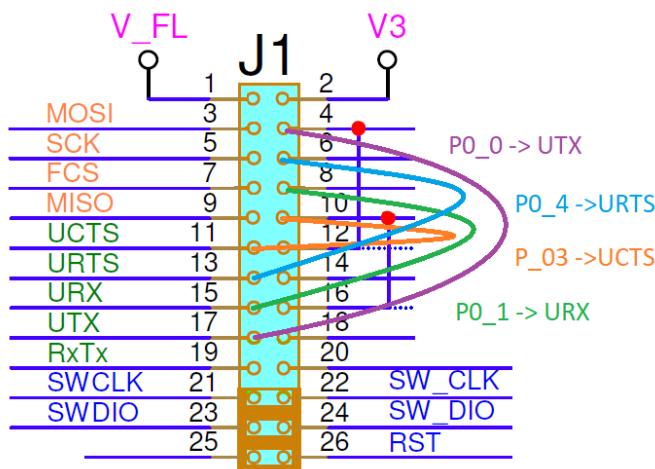 V_FL J1 V3
1 2
MOSI 3 4
SCK 5 6 P0_0 -> UTX
FCS 7 8
MISO 9 10 P0_4 ->URTS
UCTS 11 12 P_03 ->UCTS
URTS 13 14
URX 15 16 P0_1 -> URX
UTX 17 18
RxTx 19 20
SWCLK 21 22 SW_CLK
SWDIO 23 24 SW_DIO
25 26 RST